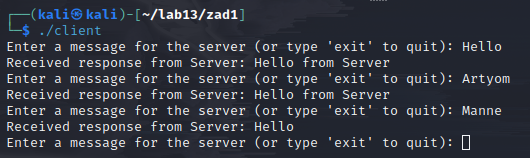 ┌──(kali㉿kali)-[~/lab13/zad1]
└─$ ./client
Enter a message for the server (or type 'exit' to quit): Hello
Received response from Server: Hello from Server
Enter a message for the server (or type 'exit' to quit): Artyom
Received response from Server: Hello from Server
Enter a message for the server (or type 'exit' to quit): Manne
Received response from Server: Hello
Enter a message for the server (or type 'exit' to quit):